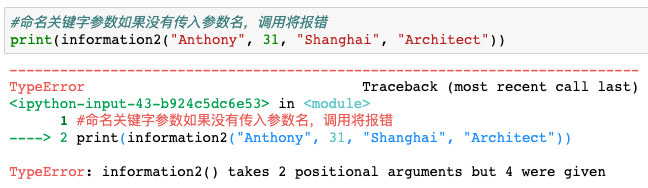 #命名关键字参数如果没有传入参数名，调用将报错
print(information2("Anthony", 31, "Shanghai", "Architect"))
---------------------------------------------------------------------------
TypeError                                 Traceback (most recent call last)
<ipython-input-43-b924c5dc6e53> in <module>
      1 #命名关键字参数如果没有传入参数名，调用将报错
----> 2 print(information2("Anthony", 31, "Shanghai", "Architect"))
TypeError: information2() takes 2 positional arguments but 4 were given